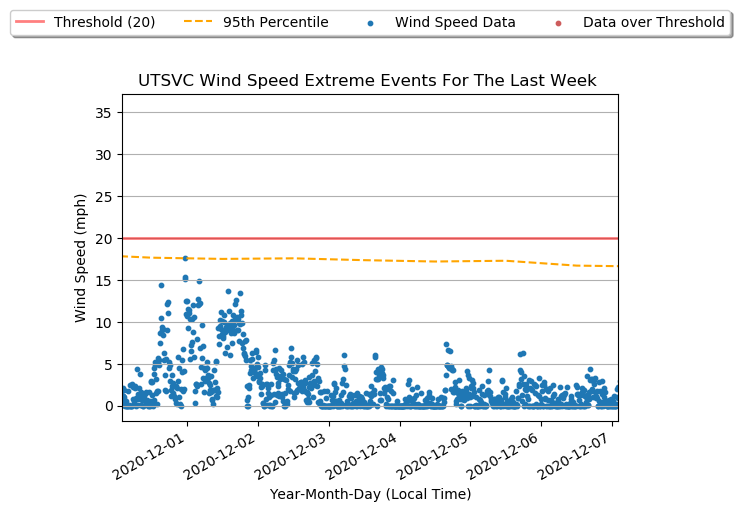 Threshold (20) 95th Percentile Wind Speed Data Data over Threshold
UTSVC Wind Speed Extreme Events For The Last Week
35
30
25
20
15
10
5
0
Wind Speed (mph)
2020-12-01 2020-12-02 2020-12-03 2020-12-04 2020-12-05 2020-12-06 2020-12-07
Year-Month-Day (Local Time)